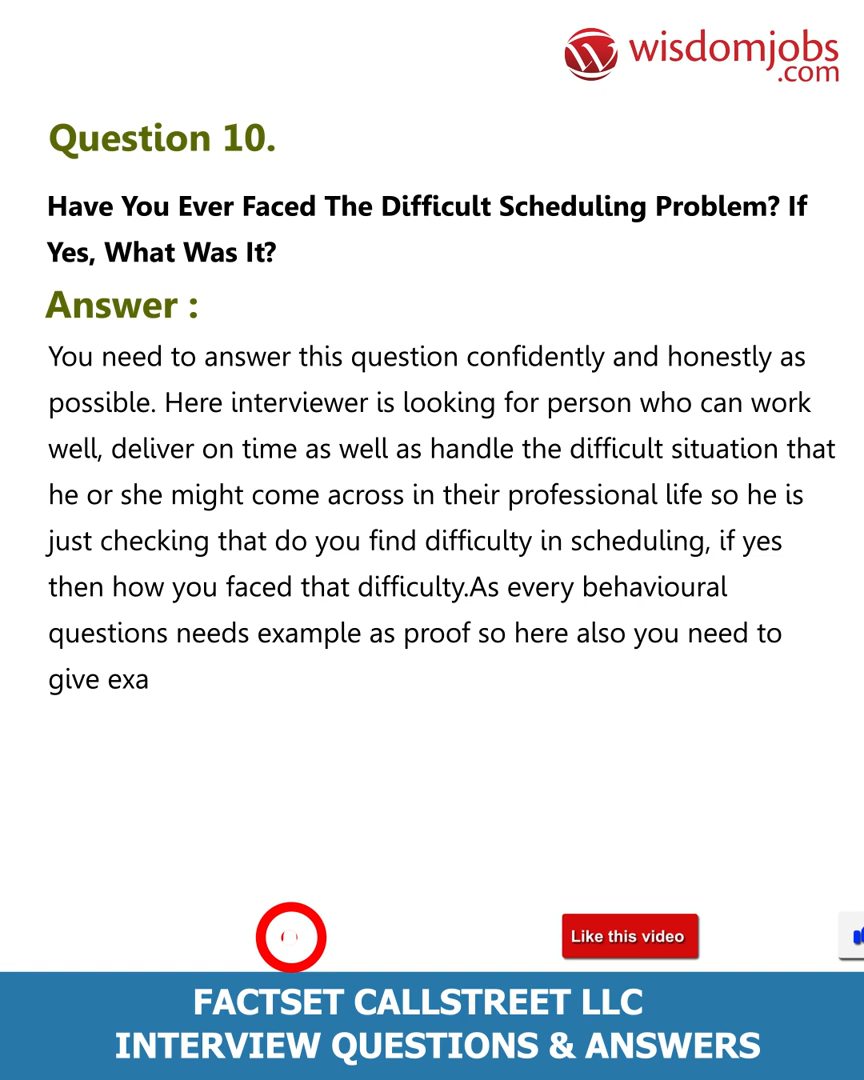 wisdomjobs
.com
Question 10.
Have You Ever Faced The Difficult Scheduling Problem? If
Yes, What Was It?
Answer :
You need to answer this question confidently and honestly as
possible. Here interviewer is looking for person who can work
well, deliver on time as well as handle the difficult situation that
he or she might come across in their professional life so he is
just checking that do you find difficulty in scheduling, if yes
then how you faced that difficulty.As every behavioural
questions needs example as proof so here also you need to
give exa
Like this video
FACTSET CALLSTREET LLC
INTERVIEW QUESTIONS & ANSWERS